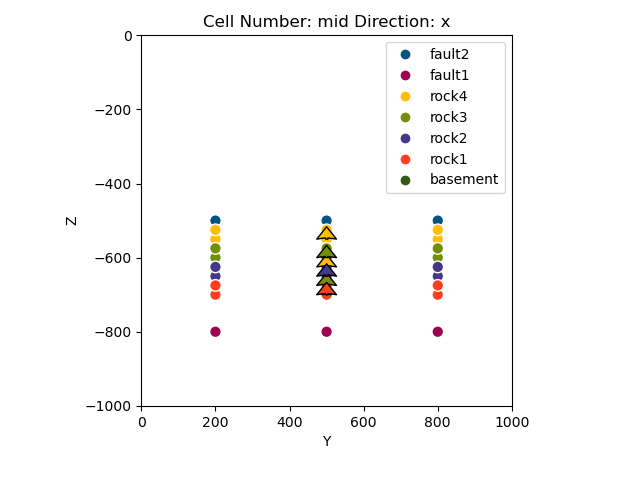 Cell Number: mid Direction: x
0
−200
−400
−600
−800
−1000
Z
0
200
400
600
800
1000
Y
fault2
fault1
rock4
rock3
rock2
rock1
basement